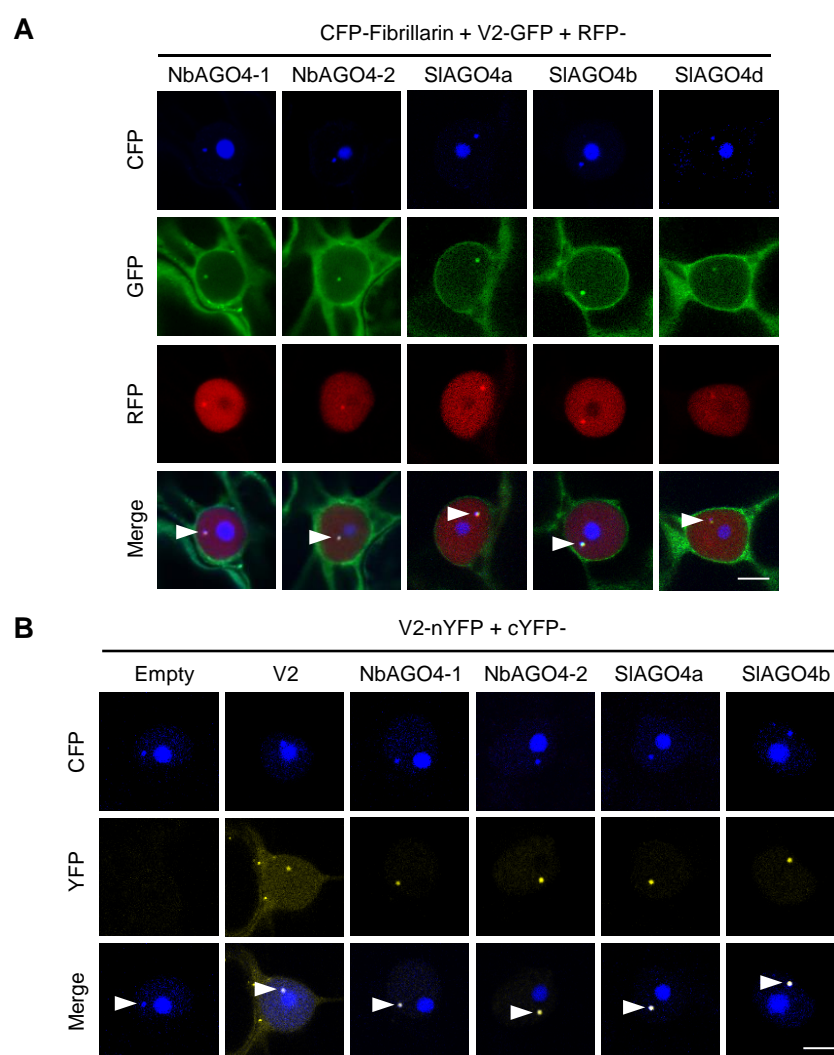 A
CFP-Fibrillarin + V2-GFP + RFP-
NbAGO4-1 NbAGO4-2 SlAGO4a SlAGO4b SlAGO4d
CFP
GFP
RFP
Merge
B
V2-nYFP + cYFP-
Empty V2 NbAGO4-1 NbAGO4-2 SlAGO4a SlAGO4b
CFP
YFP
Merge